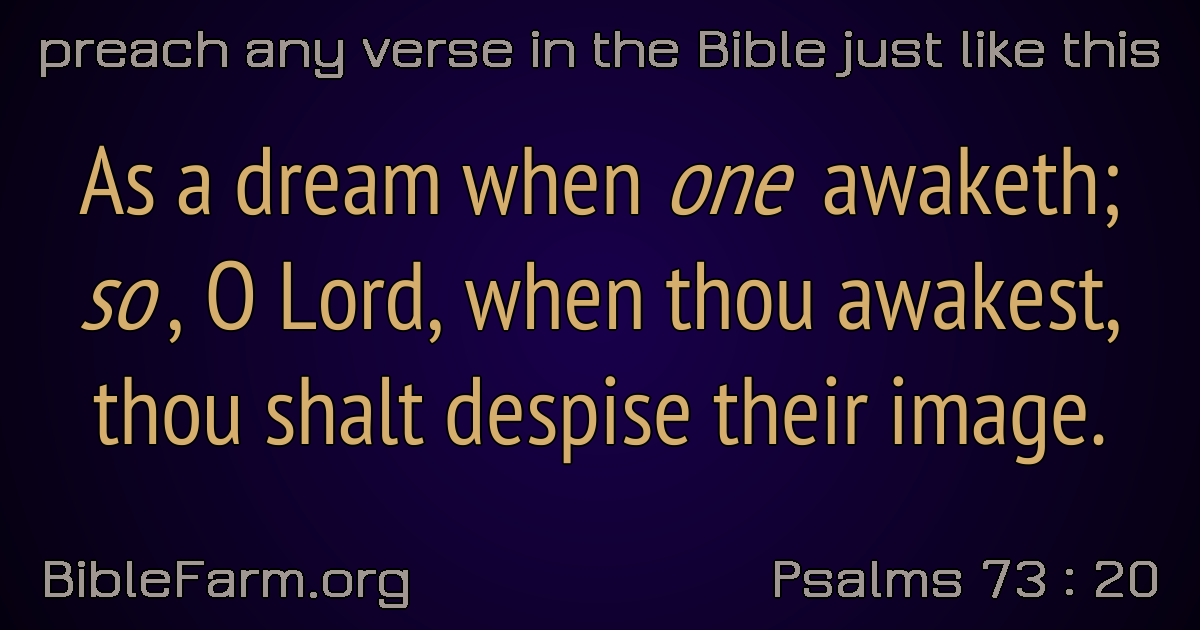 preach any verse in the Bible just like this
As a dream when one awaketh;
so, O Lord, when thou awakest,
thou shalt despise their image.
BibleFarm.org
Psalms 73 : 20